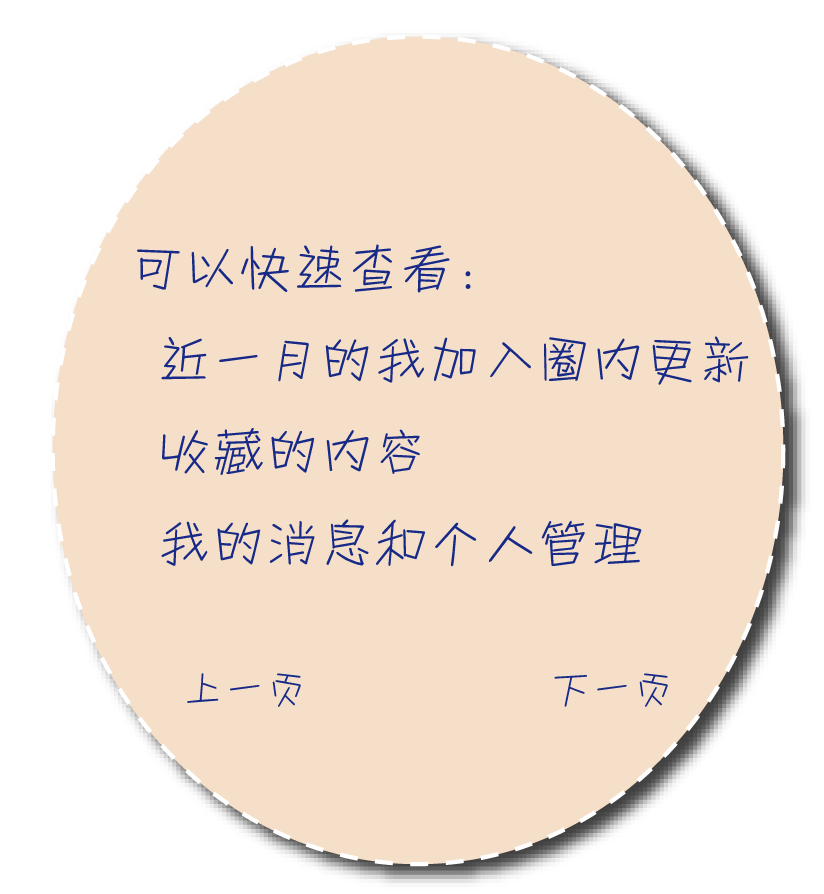 可以快速查看：
近一月的我加入圈内更新
收藏的内容
我的消息和个人管理
上一页 下一页